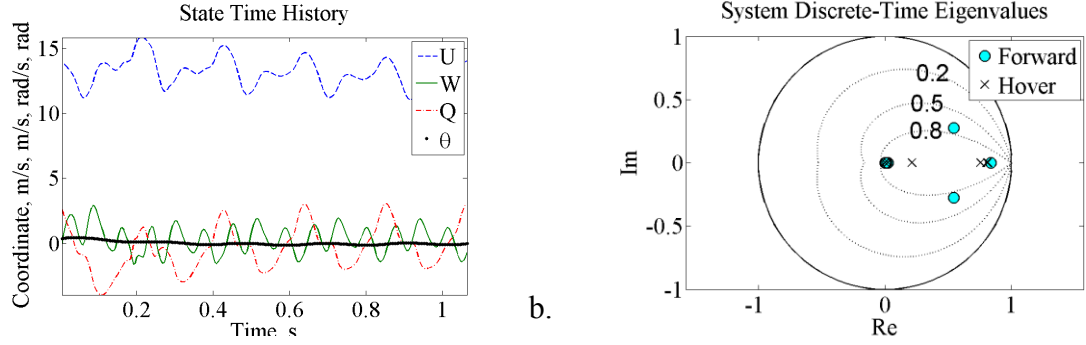 State Time History
Coordinate, m/s, m/s, rad/s, rad
15
10
5
0
U
W
Q
θ
0.2
0.4
0.6
0.8
1
Time, s
b.
System Discrete-Time Eigenvalues
Im
1
0.5
0
-0.5
-1
0.2
0.5
0.8
Forward
Hover
-1
0
1
Re